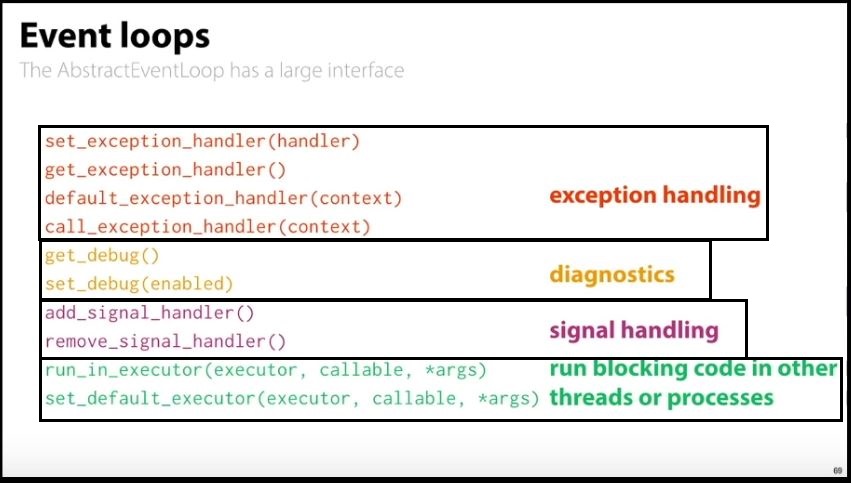 Event loops
The AbstractEventLoop has a large interface
set_exception_handler(handler)
get_exception_handler()
default_exception_handler(context)
call_exception_handler(context)
exception handling
get_debug()
set_debug(enabled)
diagnostics
add_signal_handler()
remove_signal_handler()
signal handling
run_in_executor(executor, callable, *args)
set_default_executor(executor, callable, *args)
run blocking code in other
threads or processes
69